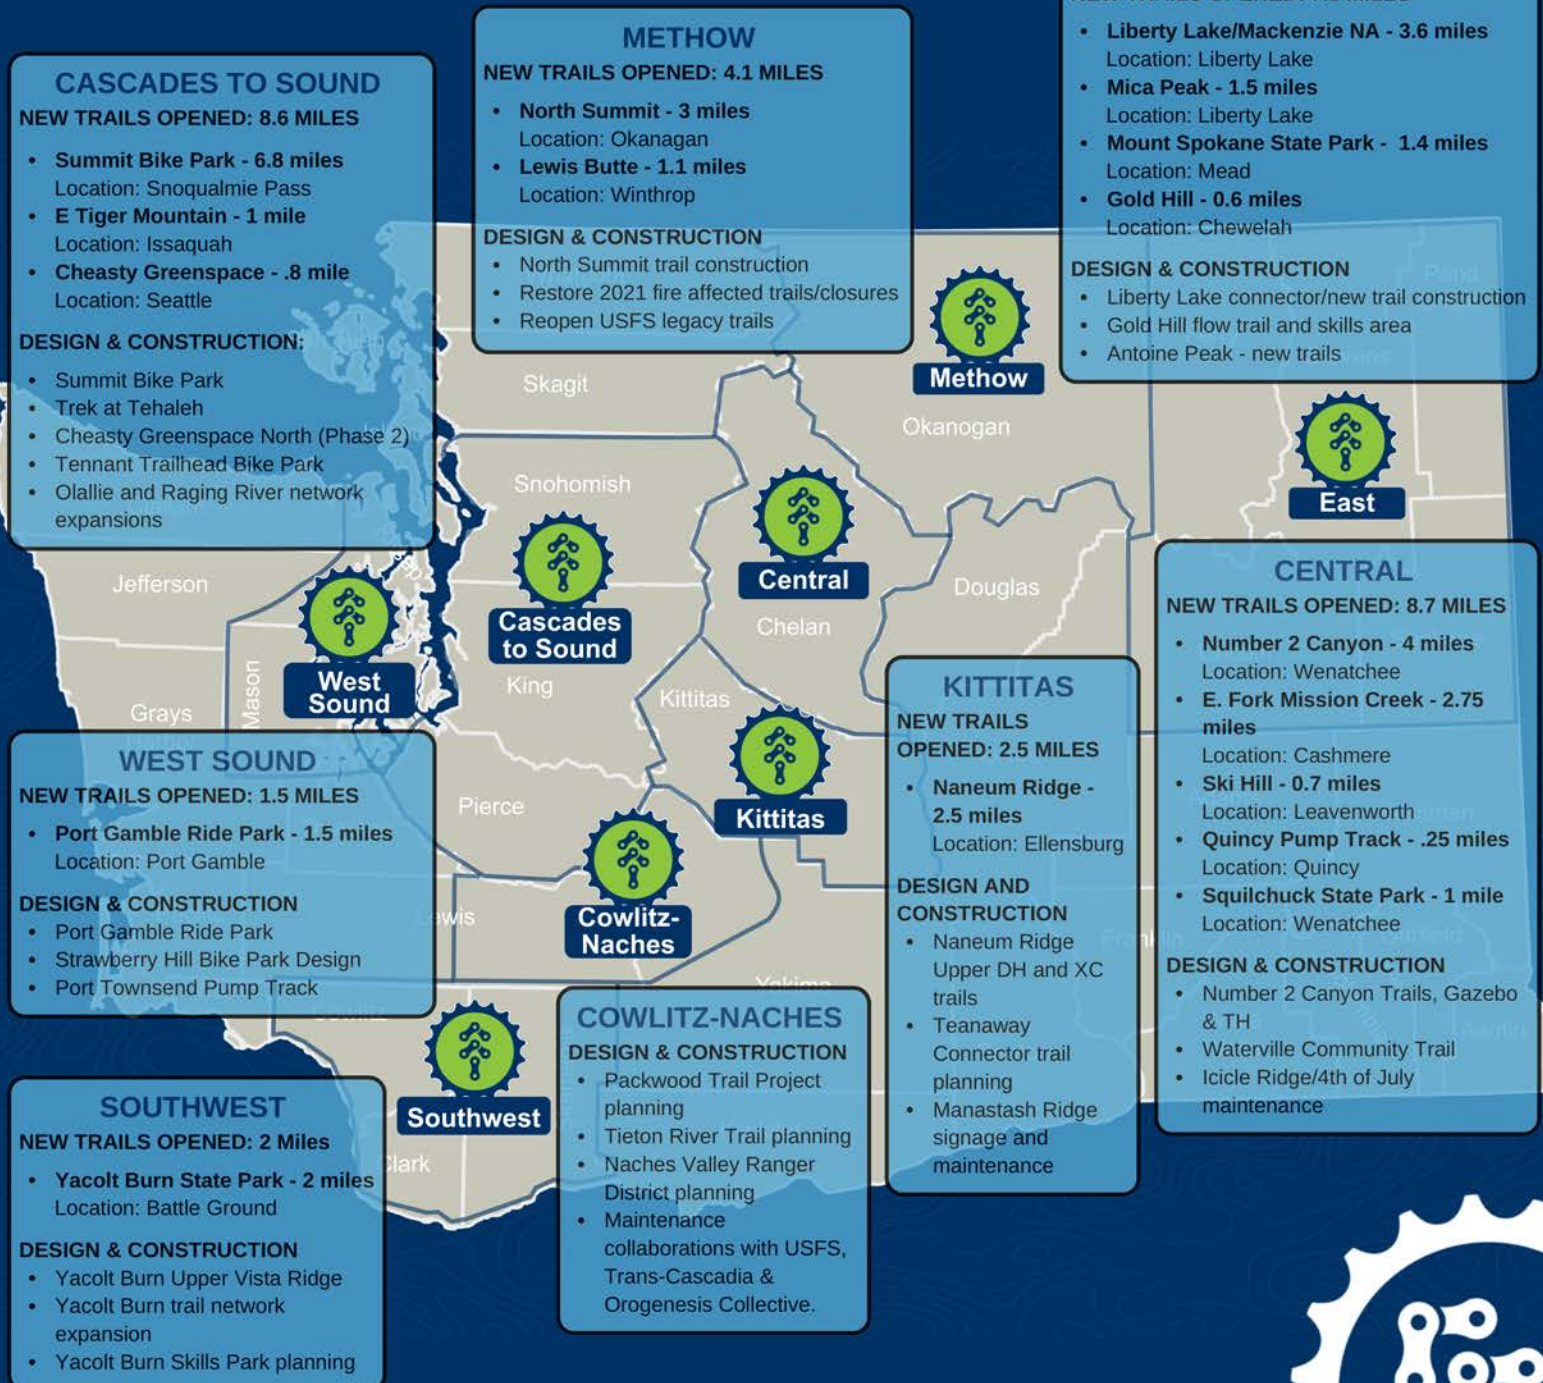 CASCADES TO SOUND
NEW TRAILS OPENED: 8.6 MILES
• Summit Bike Park - 6.8 miles
Location: Snoqualmie Pass
• E Tiger Mountain - 1 mile
Location: Issaquah
• Cheasty Greenspace - .8 mile
Location: Seattle
DESIGN & CONSTRUCTION:
• Summit Bike Park
• Trek at Tehaleh
• Cheasty Greenspace North (Phase 2)
• Tennant Trailhead Bike Park
• Olallie and Raging River network
expansions
METHOW
NEW TRAILS OPENED: 4.1 MILES
• North Summit - 3 miles
Location: Okanagan
• Lewis Butte - 1.1 miles
Location: Winthrop
DESIGN & CONSTRUCTION
• North Summit trail construction
• Restore 2021 fire affected trails/closures
• Reopen USFS legacy trails
• Liberty Lake/Mackenzie NA - 3.6 miles
Location: Liberty Lake
• Mica Peak - 1.5 miles
Location: Liberty Lake
• Mount Spokane State Park - 1.4 miles
Location: Mead
• Gold Hill - 0.6 miles
Location: Chewelah
DESIGN & CONSTRUCTION
• Liberty Lake connector/new trail construction
• Gold Hill flow trail and skills area
• Antoine Peak - new trails
Skagit
Methow
Okanogan
East
Snohomish
Central
Cascades
to Sound
Jefferson
Douglas
Chelan
West
Sound
King
Kittitas
Mason
Grays
Pierce
Kittitas
Cowlitz-
Naches
Lewis
Yakima
Franklin
Garfield
Asotin
Cowlitz
Southwest
Clark
WEST SOUND
NEW TRAILS OPENED: 1.5 MILES
• Port Gamble Ride Park - 1.5 miles
Location: Port Gamble
DESIGN & CONSTRUCTION
• Port Gamble Ride Park
• Strawberry Hill Bike Park Design
• Port Townsend Pump Track
KITTITAS
NEW TRAILS
OPENED: 2.5 MILES
• Naneum Ridge -
2.5 miles
Location: Ellensburg
DESIGN AND
CONSTRUCTION
• Naneum Ridge
Upper DH and XC
trails
• Teanaway
Connector trail
planning
• Manastash Ridge
signage and
maintenance
CENTRAL
NEW TRAILS OPENED: 8.7 MILES
• Number 2 Canyon - 4 miles
Location: Wenatchee
• E. Fork Mission Creek - 2.75
miles
Location: Cashmere
• Ski Hill - 0.7 miles
Location: Leavenworth
• Quincy Pump Track - .25 miles
Location: Quincy
• Squilchuck State Park - 1 mile
Location: Wenatchee
DESIGN & CONSTRUCTION
• Number 2 Canyon Trails, Gazebo
& TH
• Waterville Community Trail
• Icicle Ridge/4th of July
maintenance
SOUTHWEST
NEW TRAILS OPENED: 2 Miles
• Yacolt Burn State Park - 2 miles
Location: Battle Ground
DESIGN & CONSTRUCTION
• Yacolt Burn Upper Vista Ridge
• Yacolt Burn trail network
expansion
• Yacolt Burn Skills Park planning
COWLITZ-NACHES
DESIGN & CONSTRUCTION
• Packwood Trail Project
planning
• Tieton River Trail planning
• Naches Valley Ranger
District planning
• Maintenance
collaborations with USFS,
Trans-Cascadia &
Orogenesis Collective.